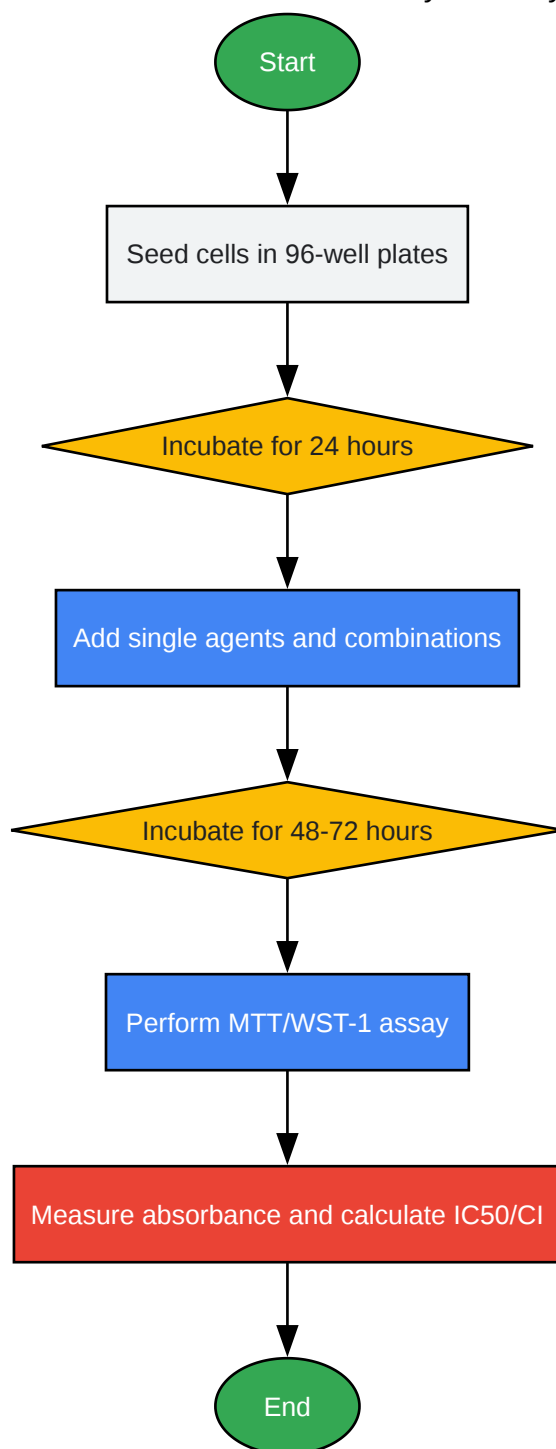 Start
Seed cells in 96-well plates
Incubate for 24 hours
Add single agents and combinations
Incubate for 48-72 hours
Perform MTT/WST-1 assay
Measure absorbance and calculate IC50/CI
End